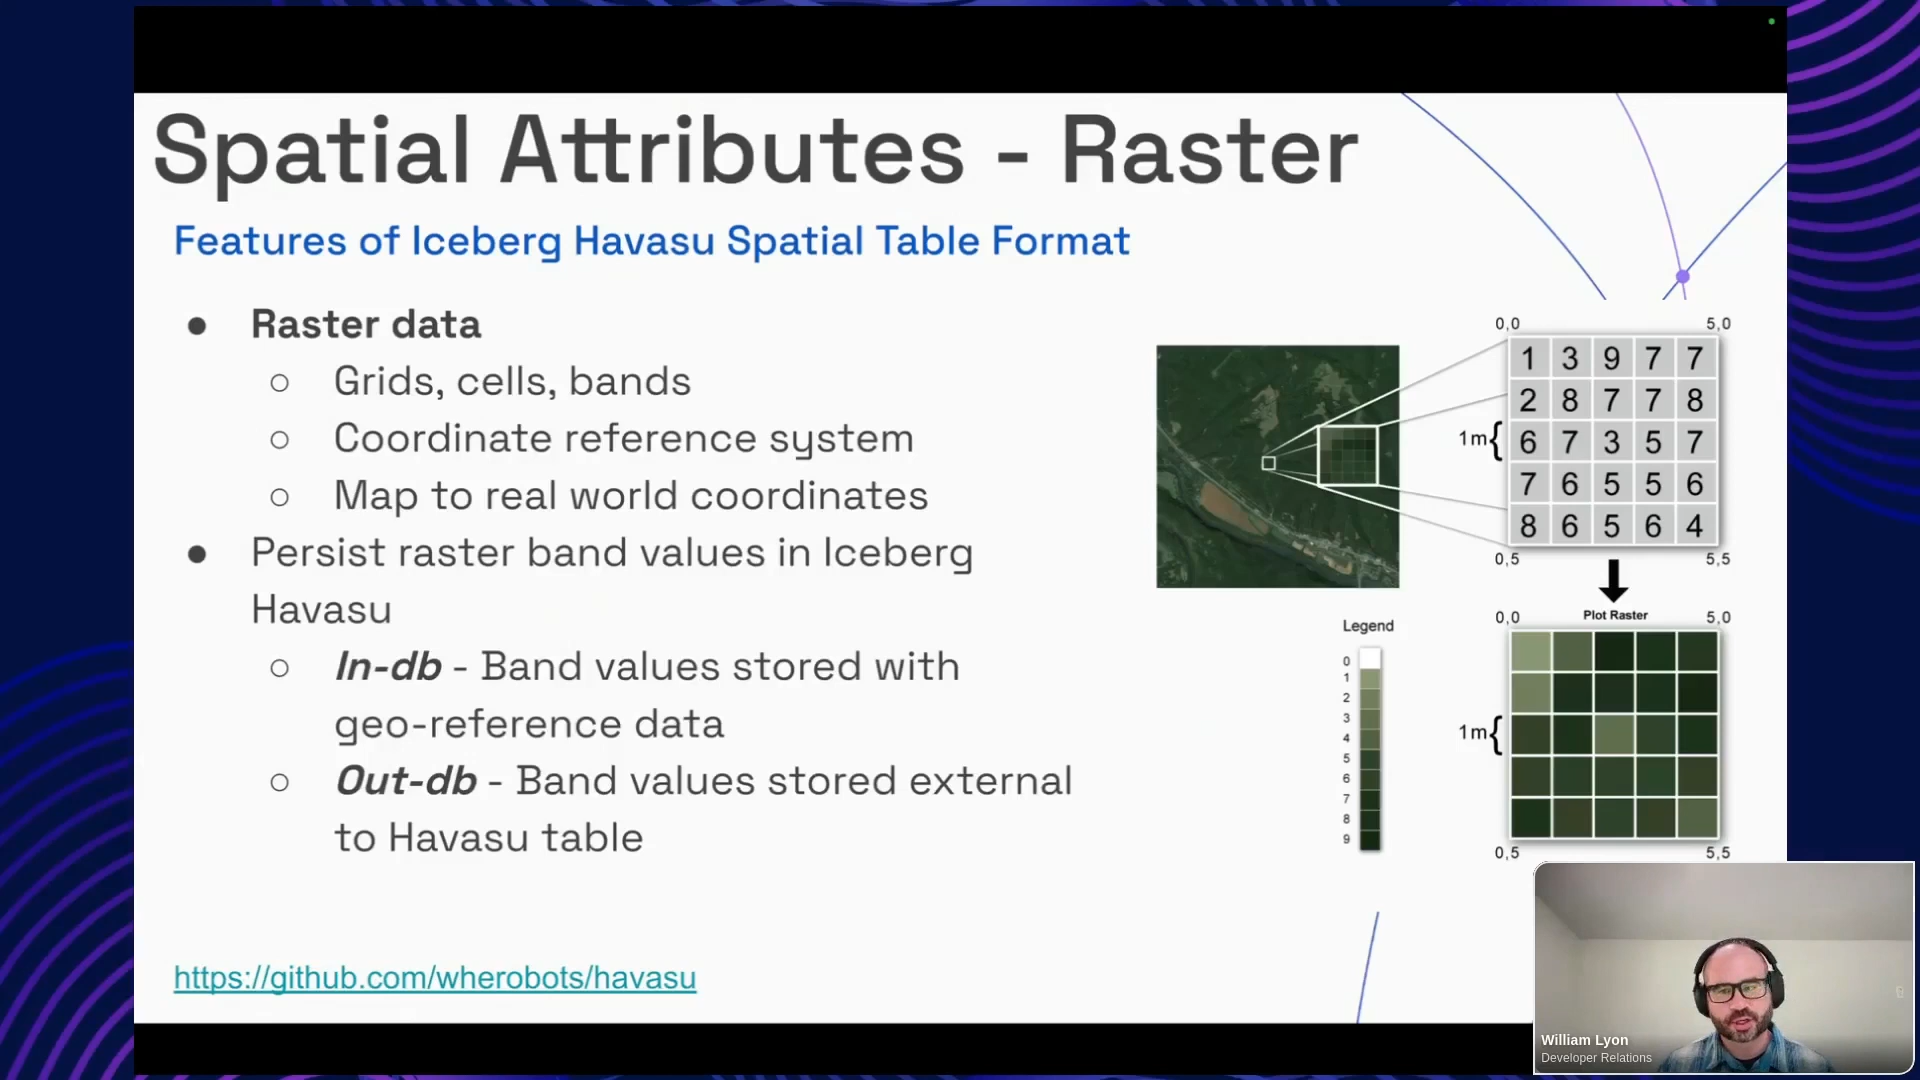 Spatial Attributes - Raster
Features of Iceberg Havasu Spatial Table Format
● Raster data
○ Grids, cells, bands
○ Coordinate reference system
○ Map to real world coordinates
● Persist raster band values in Iceberg
Havasu
○ In-db - Band values stored with
geo-reference data
○ Out-db - Band values stored external
to Havasu table
https://github.com/wherobots/havasu
0,0 5,0
1 3 9 7 7
2 8 7 7 8
1m{ 6 7 3 5 7
7 6 5 5 6
8 6 5 6 4
0,5 5,5
Plot Raster
0,0 5,0
1m{
0,5 5,5
Legend
0
1
2
3
4
5
6
7
8
9
William Lyon
Developer Relations